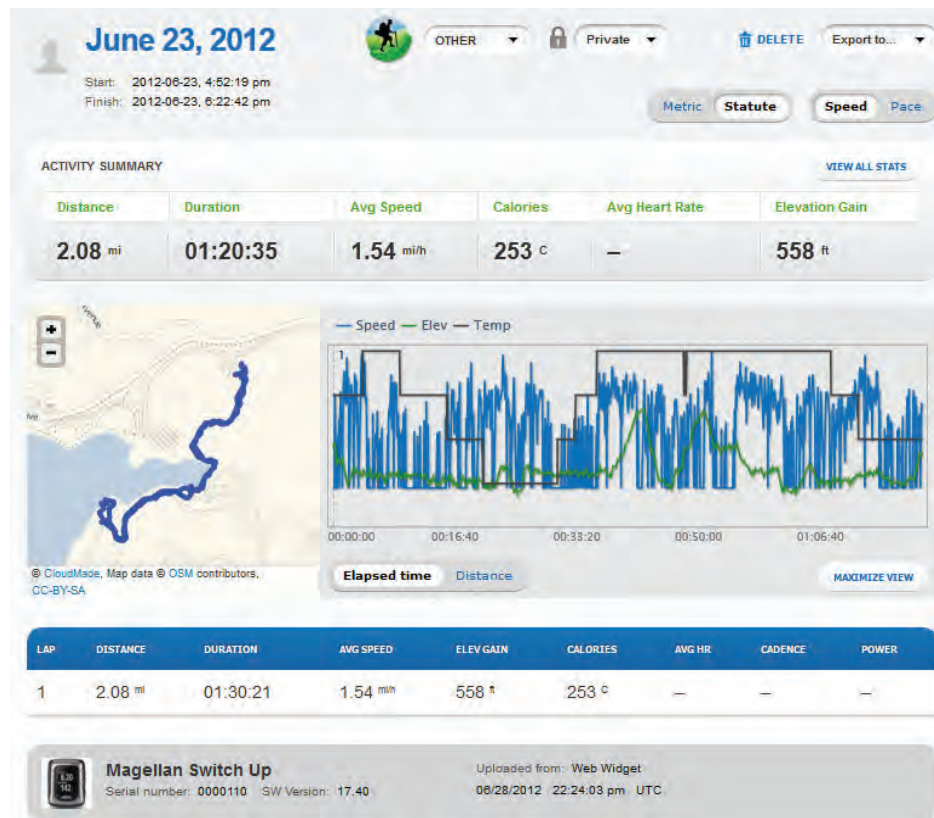 June 23, 2012
OTHER
Private
DELETE
Export to...
Start: 2012-06-23, 4:52:19 pm
Finish: 2012-06-23, 6:22:42 pm
Metric Statute
Speed Pace
ACTIVITY SUMMARY
VIEW ALL STATS
Distance Duration Avg Speed Calories Avg Heart Rate Elevation Gain
2.08 mi 01:20:35 1.54 mi/h 253 C – 558 ft
+
-
— Speed — Elev — Temp
1
00:00:00 00:16:40 00:33:20 00:50:00 01:06:40
© CloudMade, Map data © OSM contributors,
CC-BY-SA
Elapsed time Distance
MAXIMIZE VIEW
LAP DISTANCE DURATION AVG SPEED ELEV GAIN CALORIES AVG HR CADENCE POWER
1 2.08 mi 01:30:21 1.54 mi/h 558 ft 253 C – – –
Magellan Switch Up
Serial number: 0000110 SW Version: 17.40
Uploaded from: Web Widget
06/28/2012 22:24:03 pm UTC